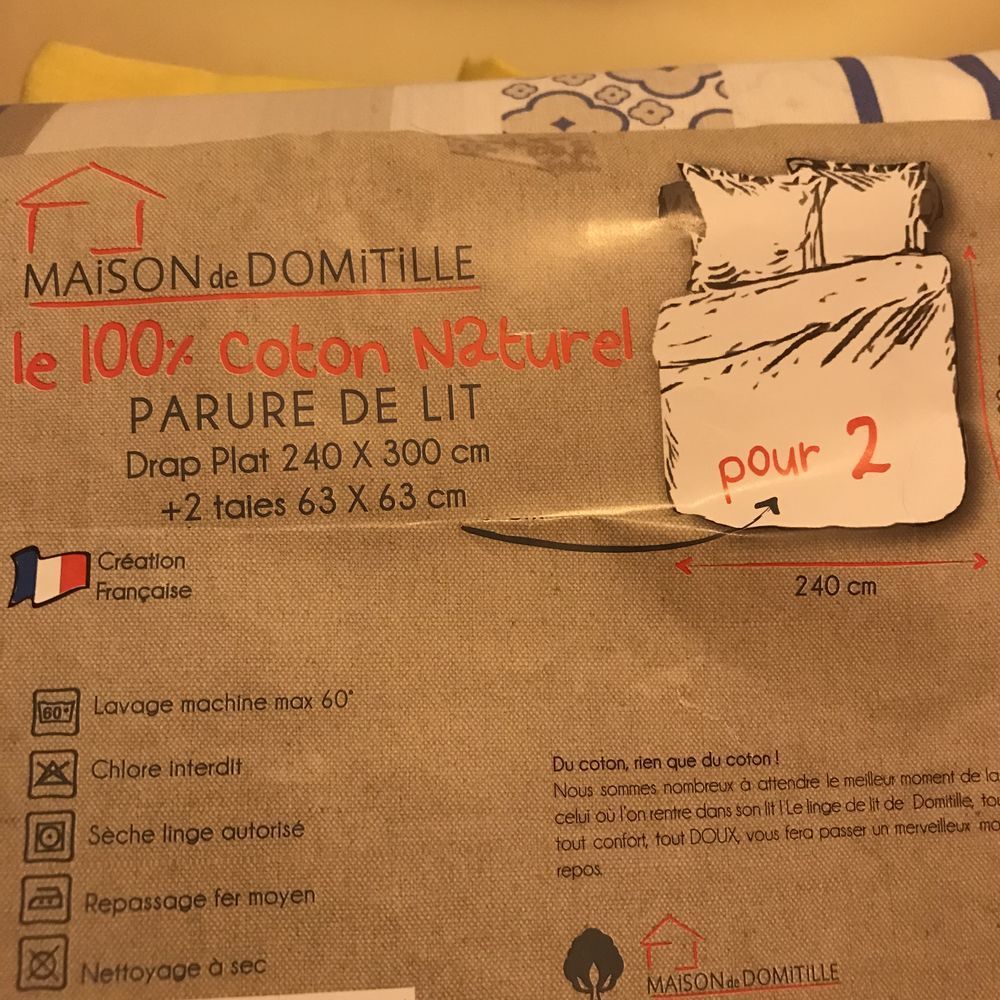 MAiSON de DOMiTiLLE
le 100% Coton Naturel
PARURE DE LIT
Drap Plat 240 X 300 cm
+2 taies 63 X 63 cm
pour 2
240 cm
Création
Française
60°
Lavage machine max 60°
Chlore interdit
Sèche linge autorisé
Repassage fer moyen
Nettoyage à sec
Du coton, rien que du coton !
Nous sommes nombreux à attendre le meilleur moment de la
celui où l'on rentre dans son lit ! Le linge de lit de Domitille,
tout confort, tout DOUX, vous fera passer un merveilleux
repos.
MAISON de DOMITILLE